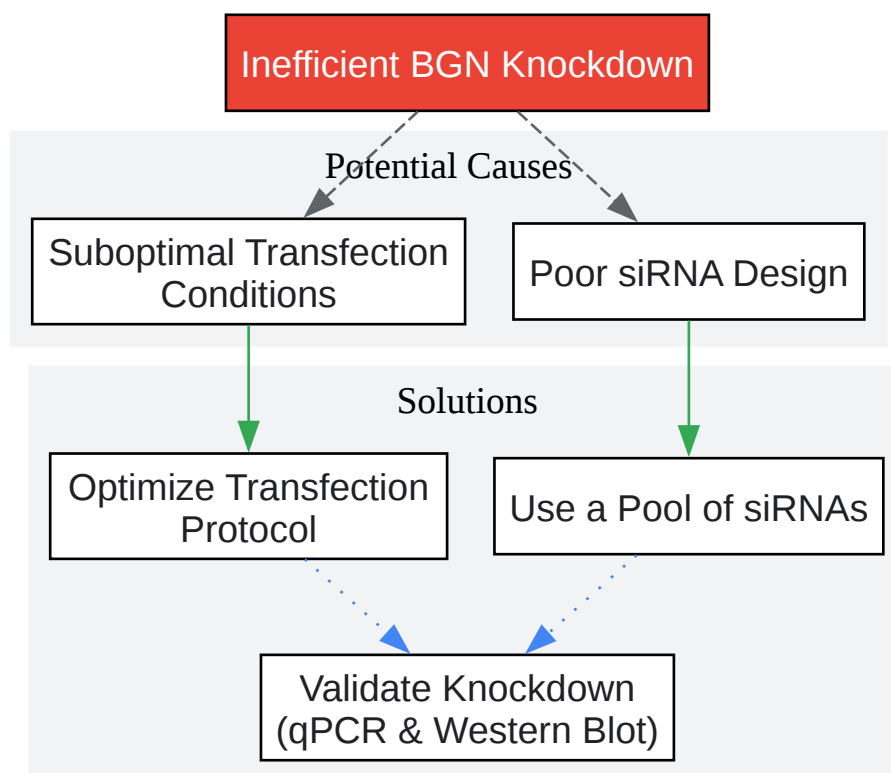 Inefficient BGN Knockdown
Potential Causes
Suboptimal Transfection
Conditions
Poor siRNA Design
Solutions
Optimize Transfection
Protocol
Use a Pool of siRNAs
Validate Knockdown
(qPCR & Western Blot)